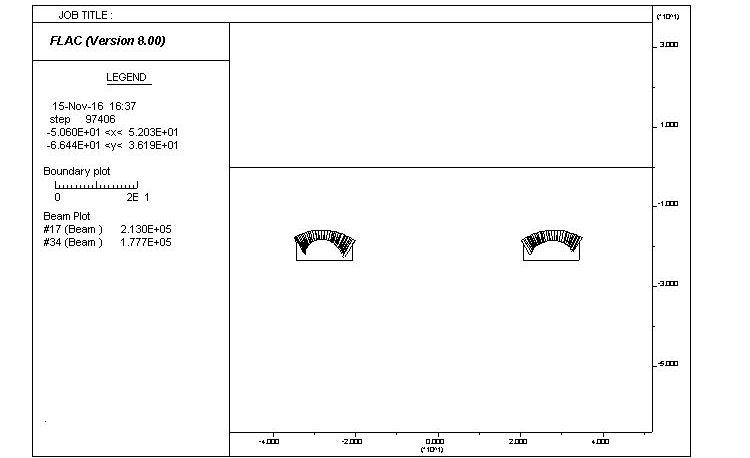 JOB TITLE :
FLAC (Version 8.00)
LEGEND
15-Nov-16 16:37
step 97406
-5.060E+01 <x< 5.203E+01
-6.644E+01 <y< 3.619E+01
Boundary plot
0 2E 1
Beam Plot
#17 (Beam ) 2.130E+05
#34 (Beam ) 1.777E+05
(*10^1)
3.000
1.000
-1.000
-3.000
-5.000
-4.000 -2.000 0.000 2.000 4.000
(*10^1)